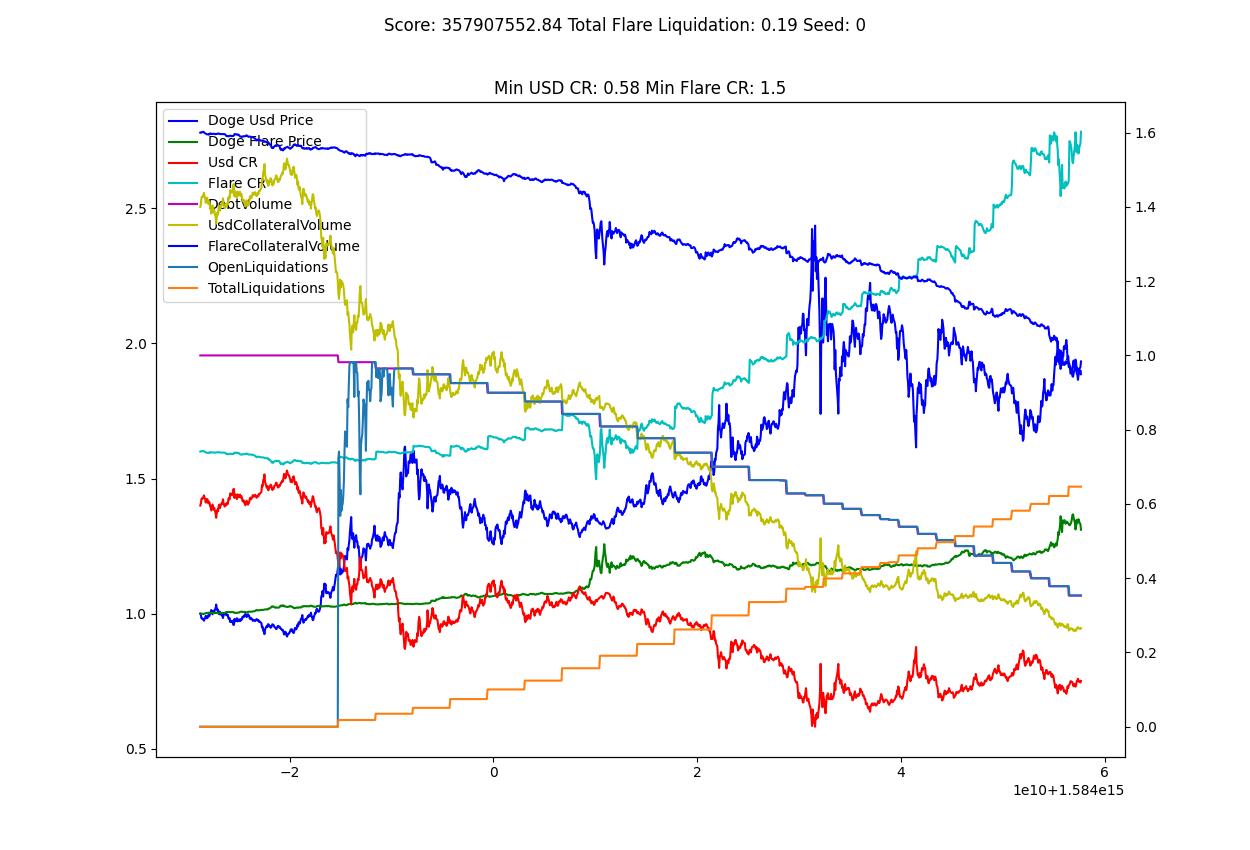 Score: 357907552.84 Total Flare Liquidation: 0.19 Seed: 0
Min USD CR: 0.58 Min Flare CR: 1.5
Doge Usd Price
Doge Flare Price
Usd CR
Flare CR
DebtVolume
UsdCollateralVolume
FlareCollateralVolume
OpenLiquidations
TotalLiquidations
2.5
2.0
1.5
1.0
0.5
1.6
1.4
1.2
1.0
0.8
0.6
0.4
0.2
0.0
−2 0 2 4 6
1e10+1.584e15